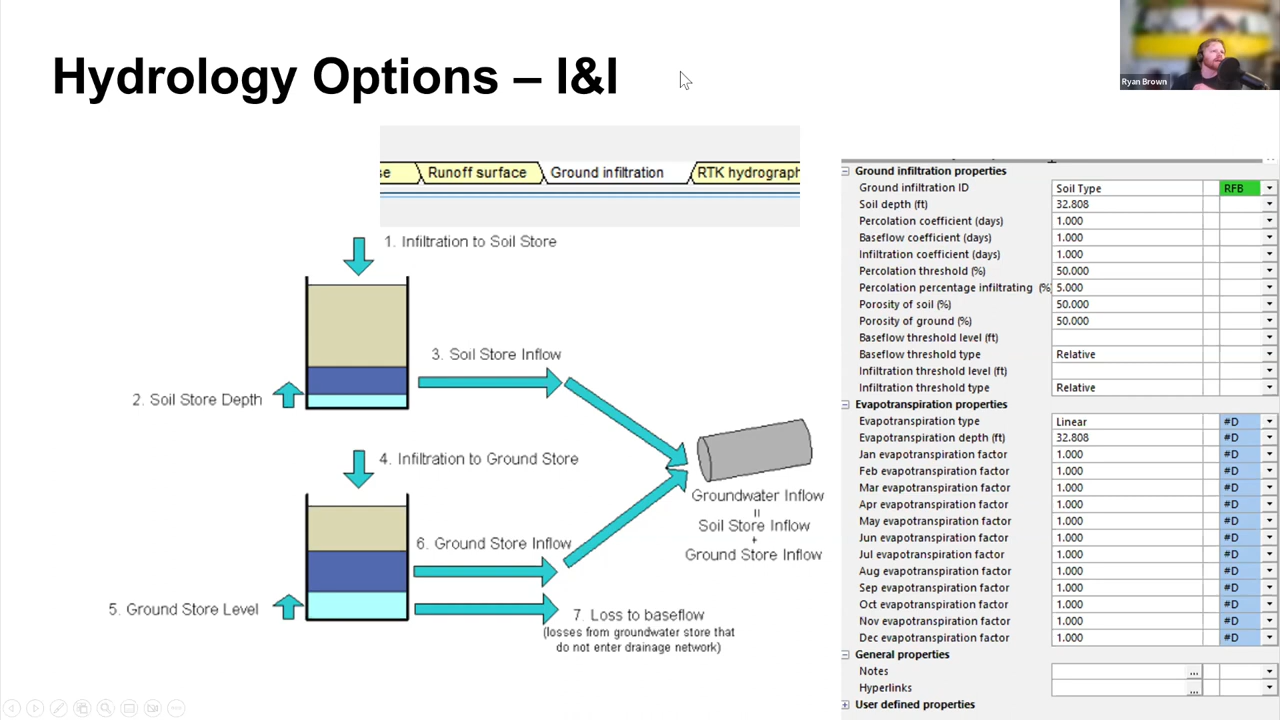 Hydrology Options – I&I
Ryan Brown
se
Runoff surface
Ground infiltration
RTK hydrograph
1. Infiltration to Soil Store
2. Soil Store Depth
3. Soil Store Inflow
4. Infiltration to Ground Store
5. Ground Store Level
6. Ground Store Inflow
7. Loss to baseflow
(losses from groundwater store that
do not enter drainage network)
Groundwater Inflow
=
Soil Store Inflow
+
Ground Store Inflow
Ground infiltration properties
Ground infiltration ID Soil Type RFB
Soil depth (ft) 32.808
Percolation coefficient (days) 1.000
Baseflow coefficient (days) 1.000
Infiltration coefficient (days) 1.000
Percolation threshold (%) 50.000
Percolation percentage infiltrating (% 5.000
Porosity of soil (%) 50.000
Porosity of ground (%) 50.000
Baseflow threshold level (ft)
Baseflow threshold type Relative
Infiltration threshold level (ft)
Infiltration threshold type Relative
Evapotranspiration properties
Evapotranspiration type Linear #D
Evapotranspiration depth (ft) 32.808 #D
Jan evapotranspiration factor 1.000 #D
Feb evapotranspiration factor 1.000 #D
Mar evapotranspiration factor 1.000 #D
Apr evapotranspiration factor 1.000 #D
May evapotranspiration factor 1.000 #D
Jun evapotranspiration factor 1.000 #D
Jul evapotranspiration factor 1.000 #D
Aug evapotranspiration factor 1.000 #D
Sep evapotranspiration factor 1.000 #D
Oct evapotranspiration factor 1.000 #D
Nov evapotranspiration factor 1.000 #D
Dec evapotranspiration factor 1.000 #D
General properties
Notes ...
Hyperlinks ...
User defined properties